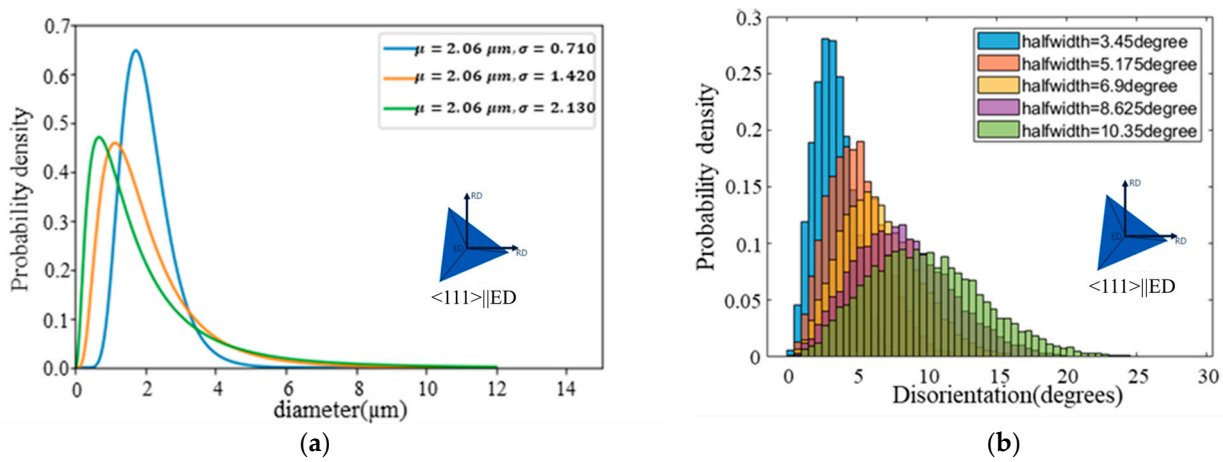 0.7
0.6
0.5
0.4
0.3
0.2
0.1
0.0
Probability density
0 2 4 6 8 10 12 14
diameter(μm)
μ = 2.06 μm, σ = 0.710
μ = 2.06 μm, σ = 1.420
μ = 2.06 μm, σ = 2.130
RD
ED
RD
<111>||ED
(a)
0.3
0.25
0.2
0.15
0.1
0.05
0
Probability density
0 5 10 15 20 25 30
Disorientation(degrees)
halfwidth=3.45degree
halfwidth=5.175degree
halfwidth=6.9degree
halfwidth=8.625degree
halfwidth=10.35degree
RD
ED
RD
<111>||ED
(b)